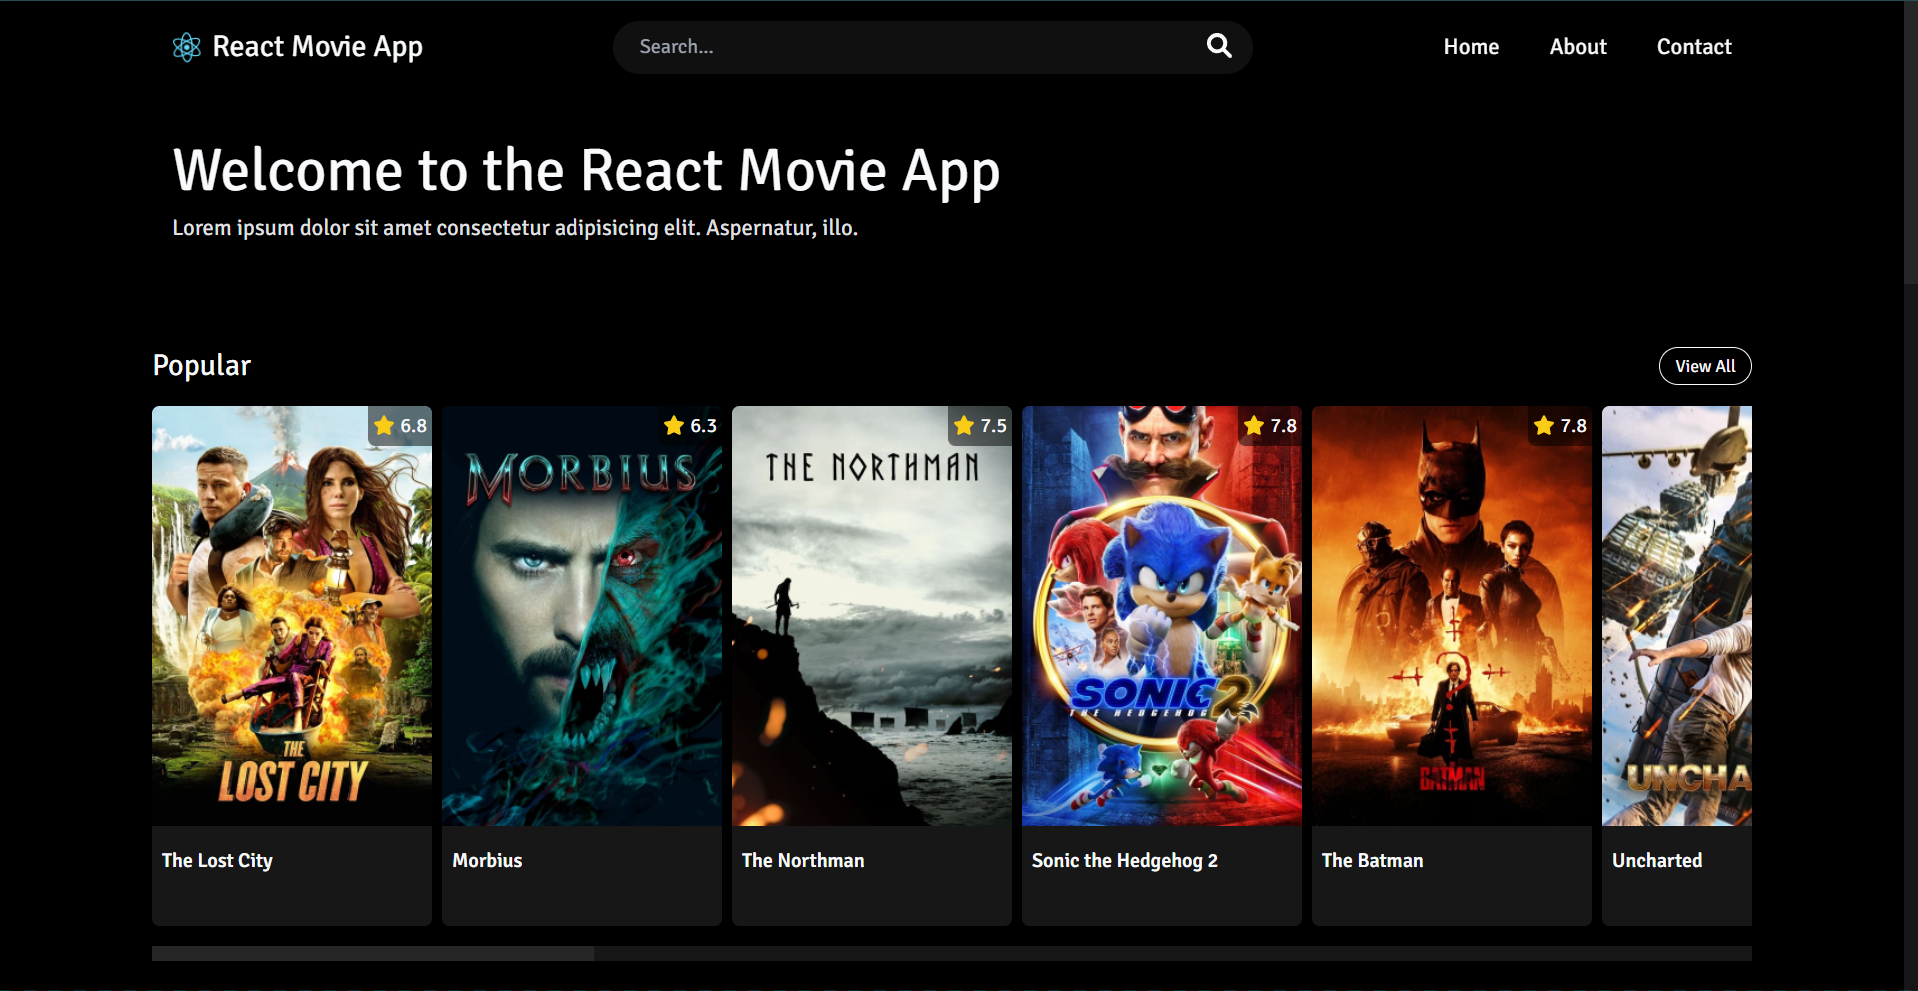 React Movie App
Search...
Home
About
Contact
Welcome to the React Movie App
Lorem ipsum dolor sit amet consectetur adipisicing elit. Aspernatur, illo.
Popular
View All
6.8
6.3
7.5
7.8
7.8
MORBIUS
THE NORTHMAN
SONIC 2
THE HEDGEHOG
THE
LOST CITY
THE BATMAN
UNCHA
The Lost City
Morbius
The Northman
Sonic the Hedgehog 2
The Batman
Uncharted